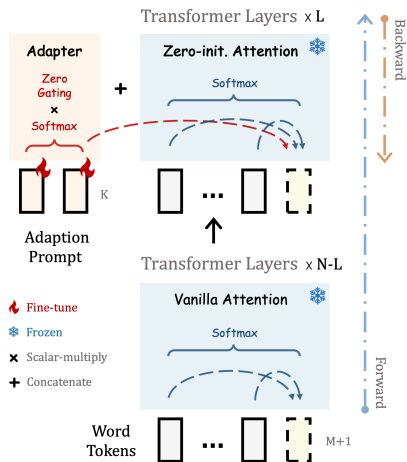 Transformer Layers x L
Adapter
Zero-init. Attention
Zero
Gating
×
Softmax
+
Softmax
...
K
Adaption
Prompt
Transformer Layers x N-L
Vanilla Attention
Softmax
Fine-tune
Frozen
× Scalar-multiply
+ Concatenate
Word
Tokens
...
M+1
Backward
Forward